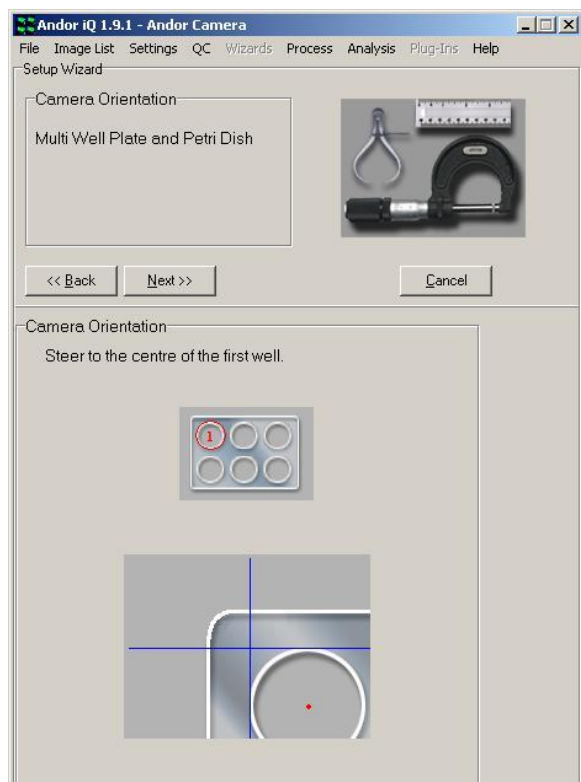 Andor iQ 1.9.1 - Andor Camera
File Image List Settings QC Wizards Process Analysis Plug-Ins Help
Setup Wizard
Camera Orientation
Multi Well Plate and Petri Dish
<< Back Next >> Cancel
Camera Orientation
Steer to the centre of the first well.
1